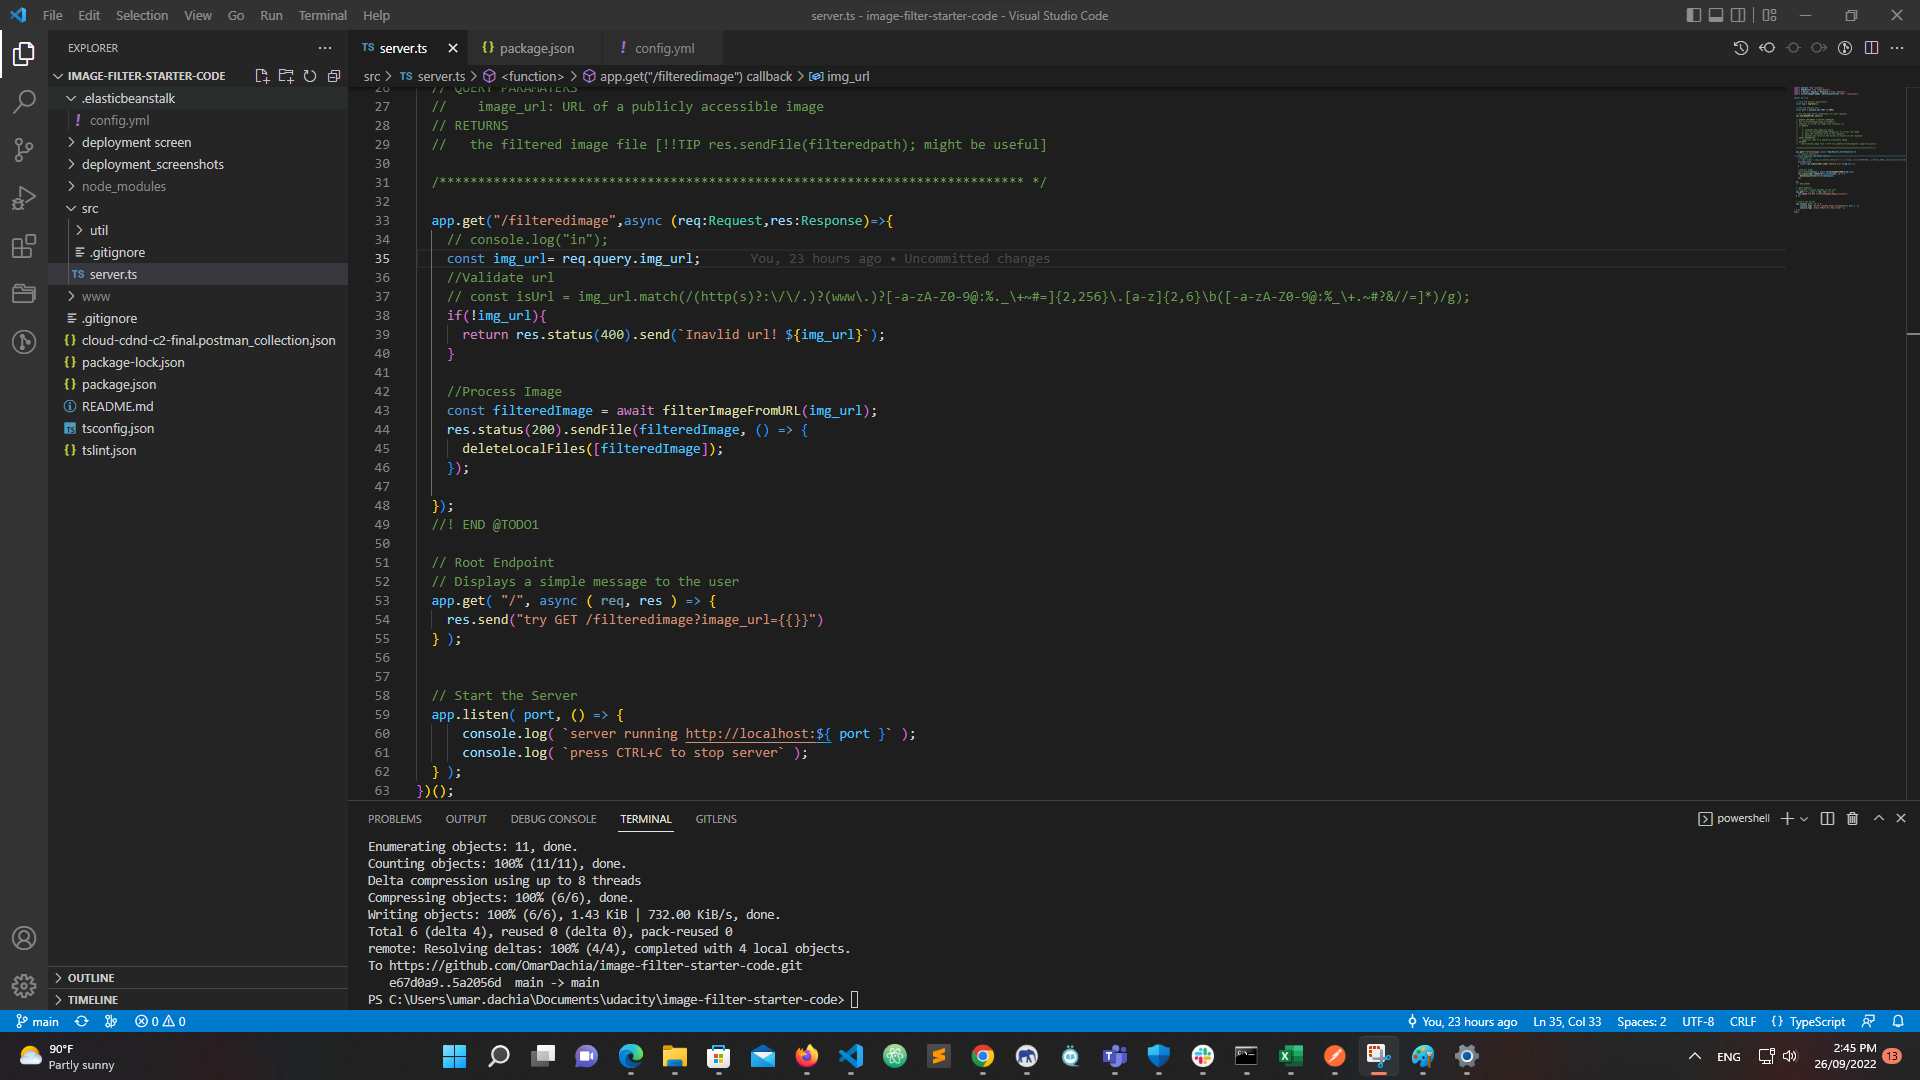 File Edit Selection View Go Run Terminal Help
server.ts - image-filter-starter-code - Visual Studio Code
EXPLORER
IMAGE-FILTER-STARTER-CODE
.elasticbeanstalk
config.yml
deployment screen
deployment_screenshots
node_modules
src
util
.gitignore
server.ts
www
.gitignore
cloud-cdnd-c2-final.postman_collection.json
package-lock.json
package.json
README.md
tsconfig.json
tslint.json
OUTLINE
TIMELINE
TS server.ts package.json config.yml
src > TS server.ts > <function> > app.get("/filteredimage") callback > img_url
26 // QUERY PARAMATERS
27 //    image_url: URL of a publicly accessible image
28 // RETURNS
29 //   the filtered image file [!!TIP res.sendFile(filteredpath); might be useful]
30
31 /**************************************************************************** */
32
33 app.get("/filteredimage",async (req:Request,res:Response)=>{
34   // console.log("in");
35   const img_url= req.query.img_url; You, 23 hours ago • Uncommitted changes
36   //Validate url
37   // const isUrl = img_url.match(/(http(s)?:\/\/.)?(www\.)?[-a-zA-Z0-9@:%._\+~#=]{2,256}\.[a-z]{2,6}\b([-a-zA-Z0-9@:%_\+.~#?&//=]*)/g);
38   if(!img_url){
39     return res.status(400).send(`Inavlid url! ${img_url}`);
40   }
41
42   //Process Image
43   const filteredImage = await filterImageFromURL(img_url);
44   res.status(200).sendFile(filteredImage, () => {
45     deleteLocalFiles([filteredImage]);
46   });
47
48 });
49 //! END @TODO1
50
51 // Root Endpoint
52 // Displays a simple message to the user
53 app.get( "/", async ( req, res ) => {
54   res.send("try GET /filteredimage?image_url={{}}")
55 } );
56
57
58 // Start the Server
59 app.listen( port, () => {
60     console.log( `server running http://localhost:${ port }` );
61     console.log( `press CTRL+C to stop server` );
62 } );
63 })();
PROBLEMS OUTPUT DEBUG CONSOLE TERMINAL GITLENS
powershell
Enumerating objects: 11, done.
Counting objects: 100% (11/11), done.
Delta compression using up to 8 threads
Compressing objects: 100% (6/6), done.
Writing objects: 100% (6/6), 1.43 KiB | 732.00 KiB/s, done.
Total 6 (delta 4), reused 0 (delta 0), pack-reused 0
remote: Resolving deltas: 100% (4/4), completed with 4 local objects.
To https://github.com/OmarDachia/image-filter-starter-code.git
   e67d0a9..5a2056d  main -> main
PS C:\Users\umar.dachia\Documents\udacity\image-filter-starter-code>
main 0 0 You, 23 hours ago Ln 35, Col 33 Spaces: 2 UTF-8 CRLF {} TypeScript
90°F
Partly sunny
ENG
2:45 PM
26/09/2022
13